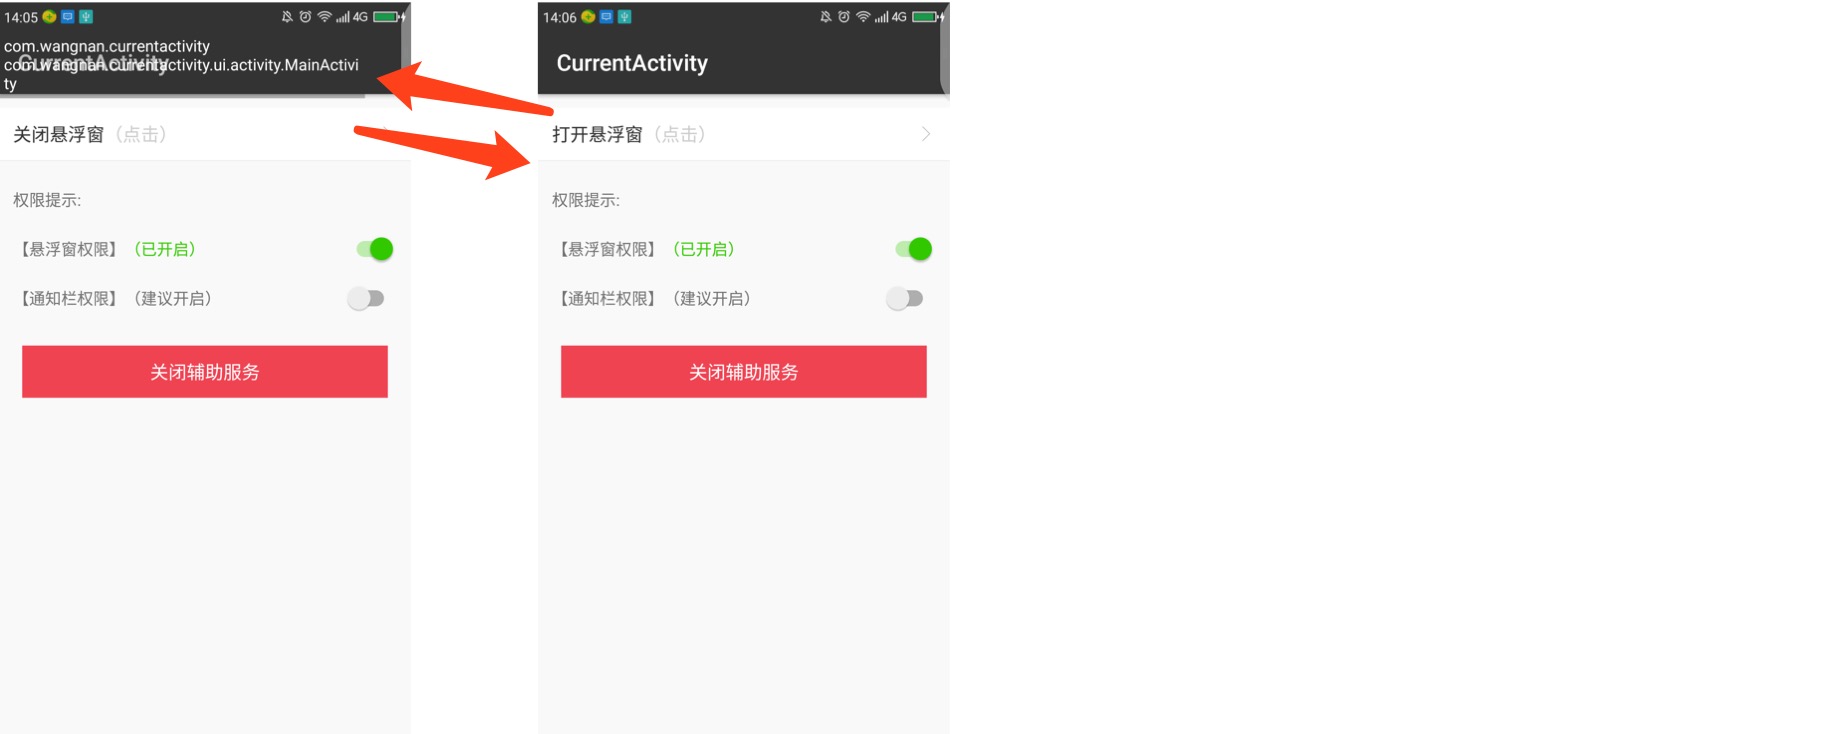 14:05
4G
com.wangnan.currentactivity
com.wangnan.currentactivity.ui.activity.MainActivi
ty
CurrentActivity
关闭悬浮窗（点击）
权限提示:
【悬浮窗权限】（已开启）
【通知栏权限】（建议开启）
关闭辅助服务
14:06
4G
CurrentActivity
打开悬浮窗（点击）
权限提示:
【悬浮窗权限】（已开启）
【通知栏权限】（建议开启）
关闭辅助服务